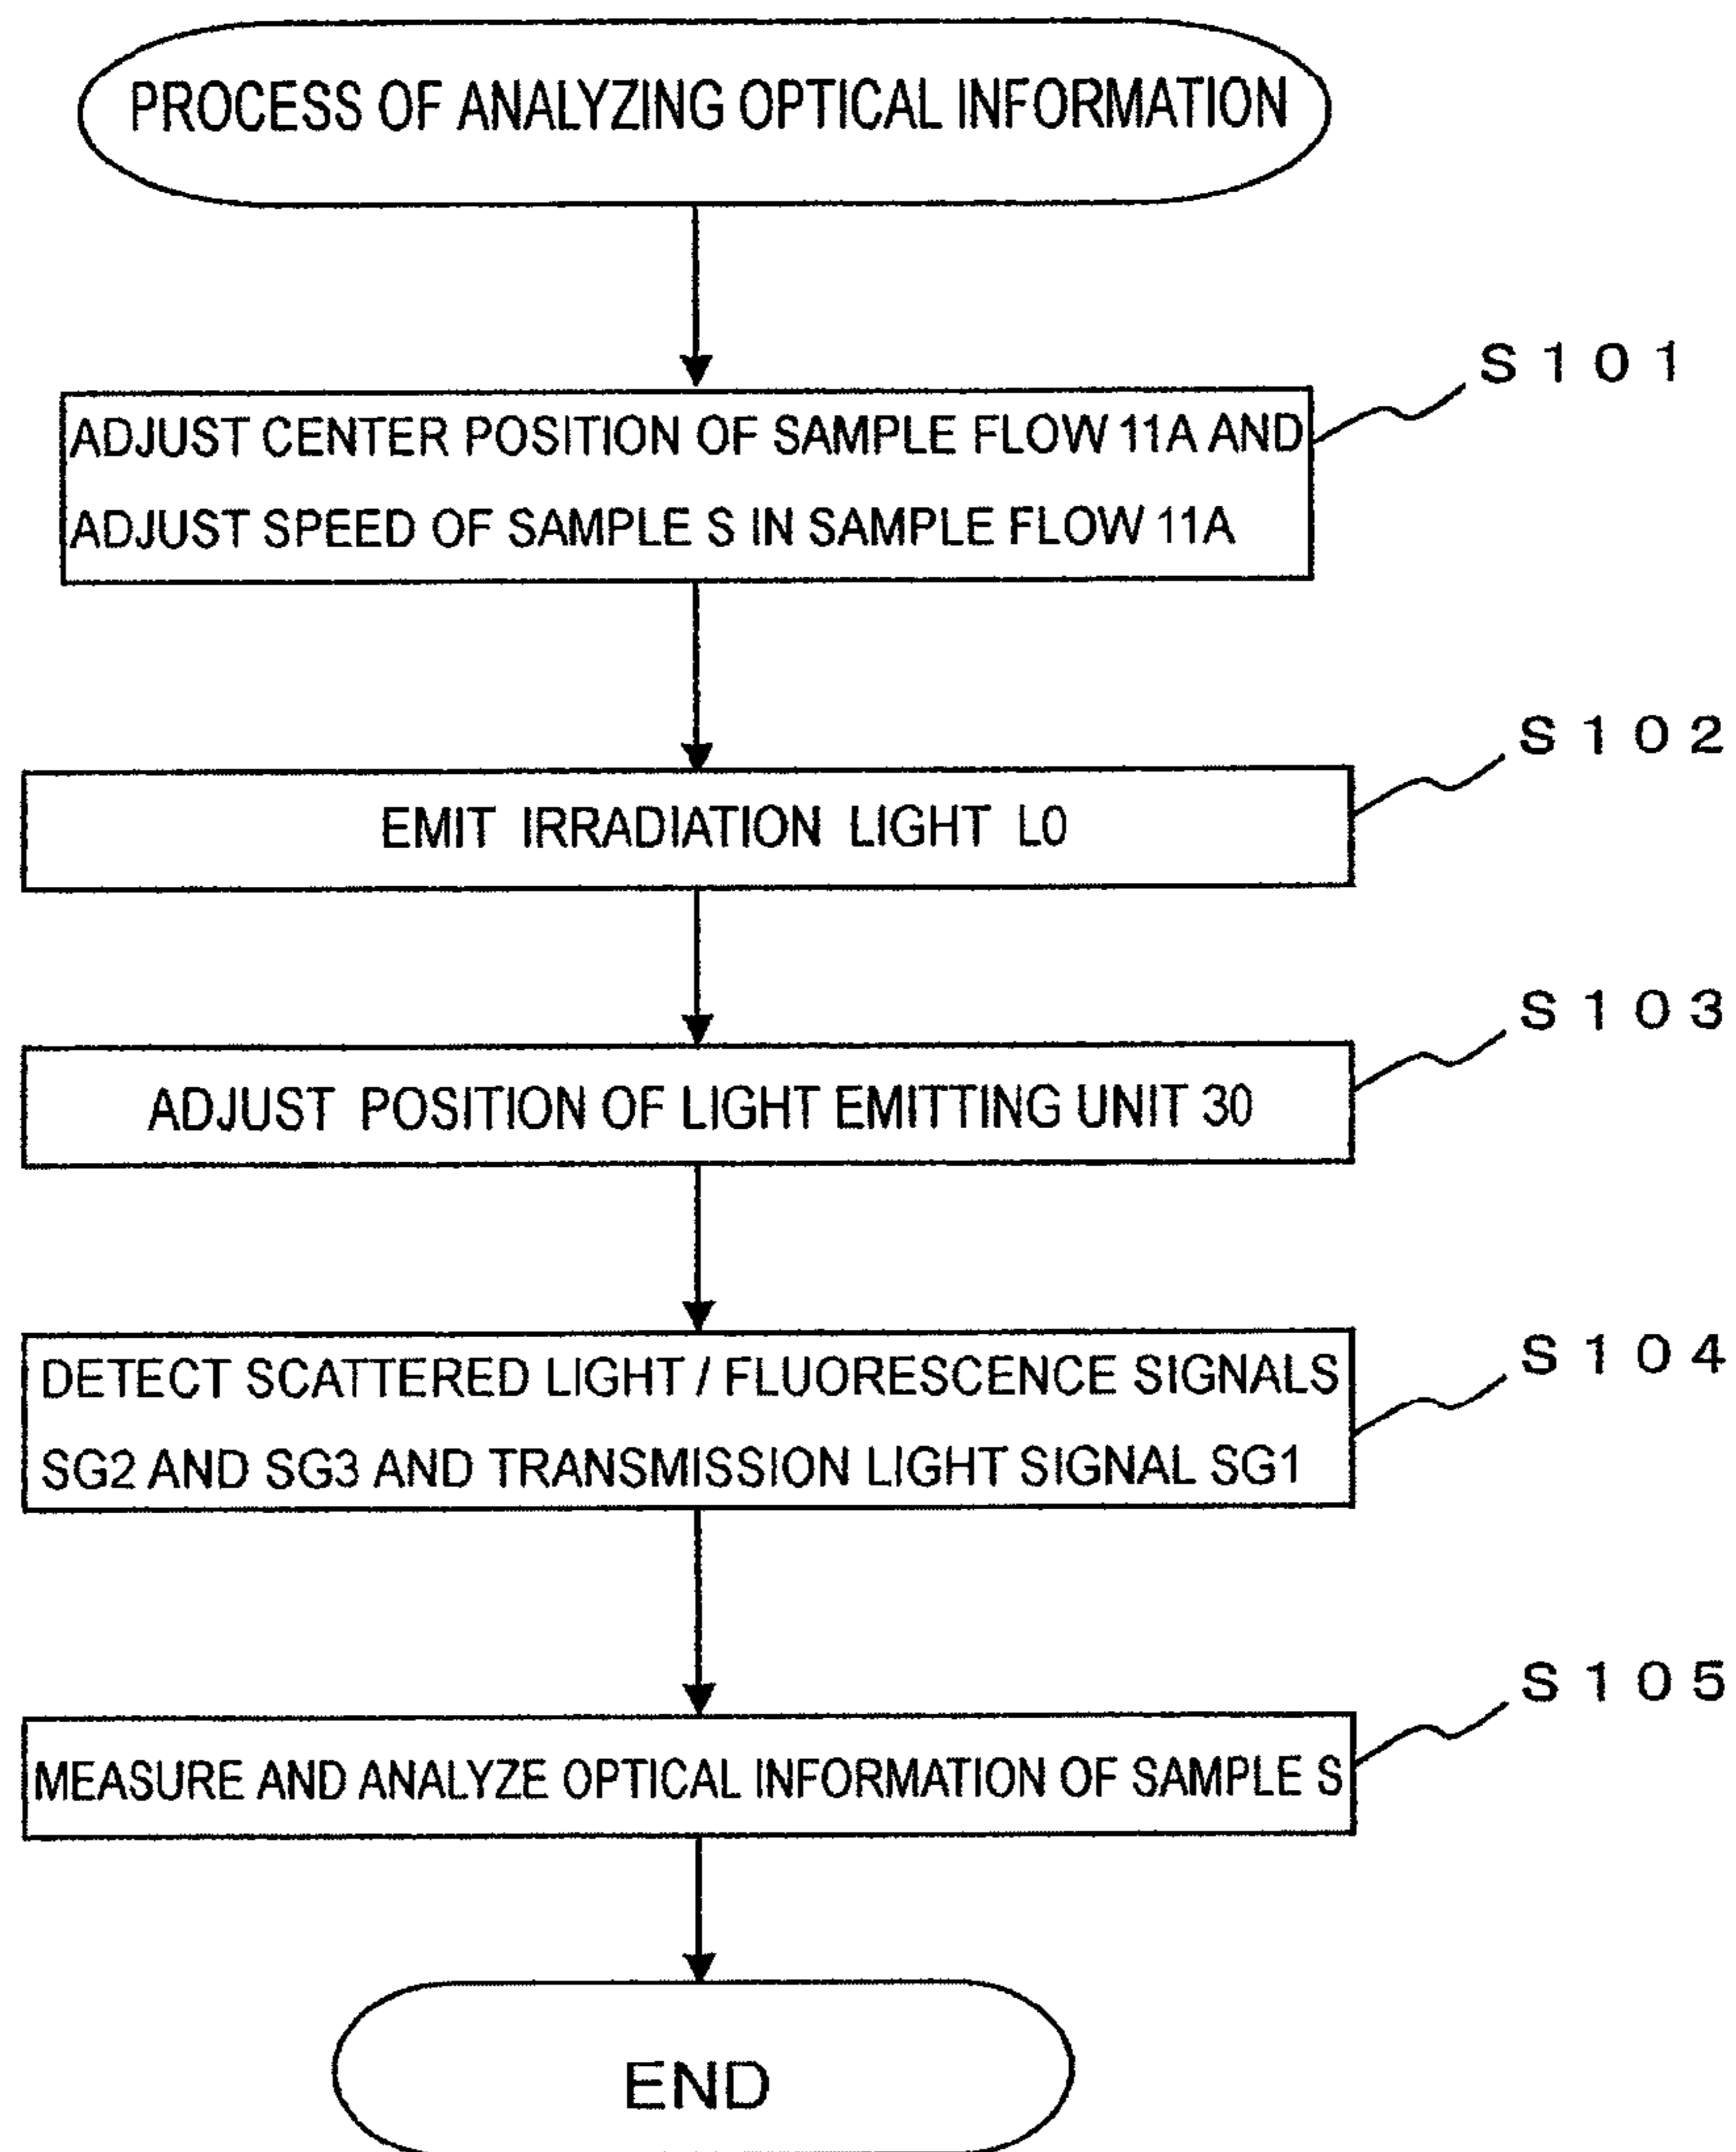 PROCESS OF ANALYZING OPTICAL INFORMATION
S101
ADJUST CENTER POSITION OF SAMPLE FLOW 11A AND
ADJUST SPEED OF SAMPLE S IN SAMPLE FLOW 11A
S102
EMIT IRRADIATION LIGHT L0
S103
ADJUST POSITION OF LIGHT EMITTING UNIT 30
S104
DETECT SCATTERED LIGHT / FLUORESCENCE SIGNALS
SG2 AND SG3 AND TRANSMISSION LIGHT SIGNAL SG1
S105
MEASURE AND ANALYZE OPTICAL INFORMATION OF SAMPLE S
END